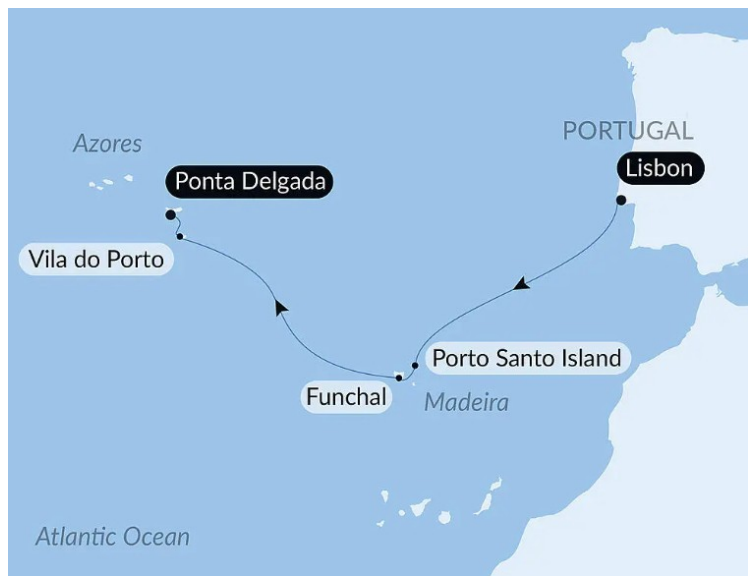 PORTUGAL
Azores
Lisbon
Ponta Delgada
Vila do Porto
Porto Santo Island
Funchal
Madeira
Atlantic Ocean